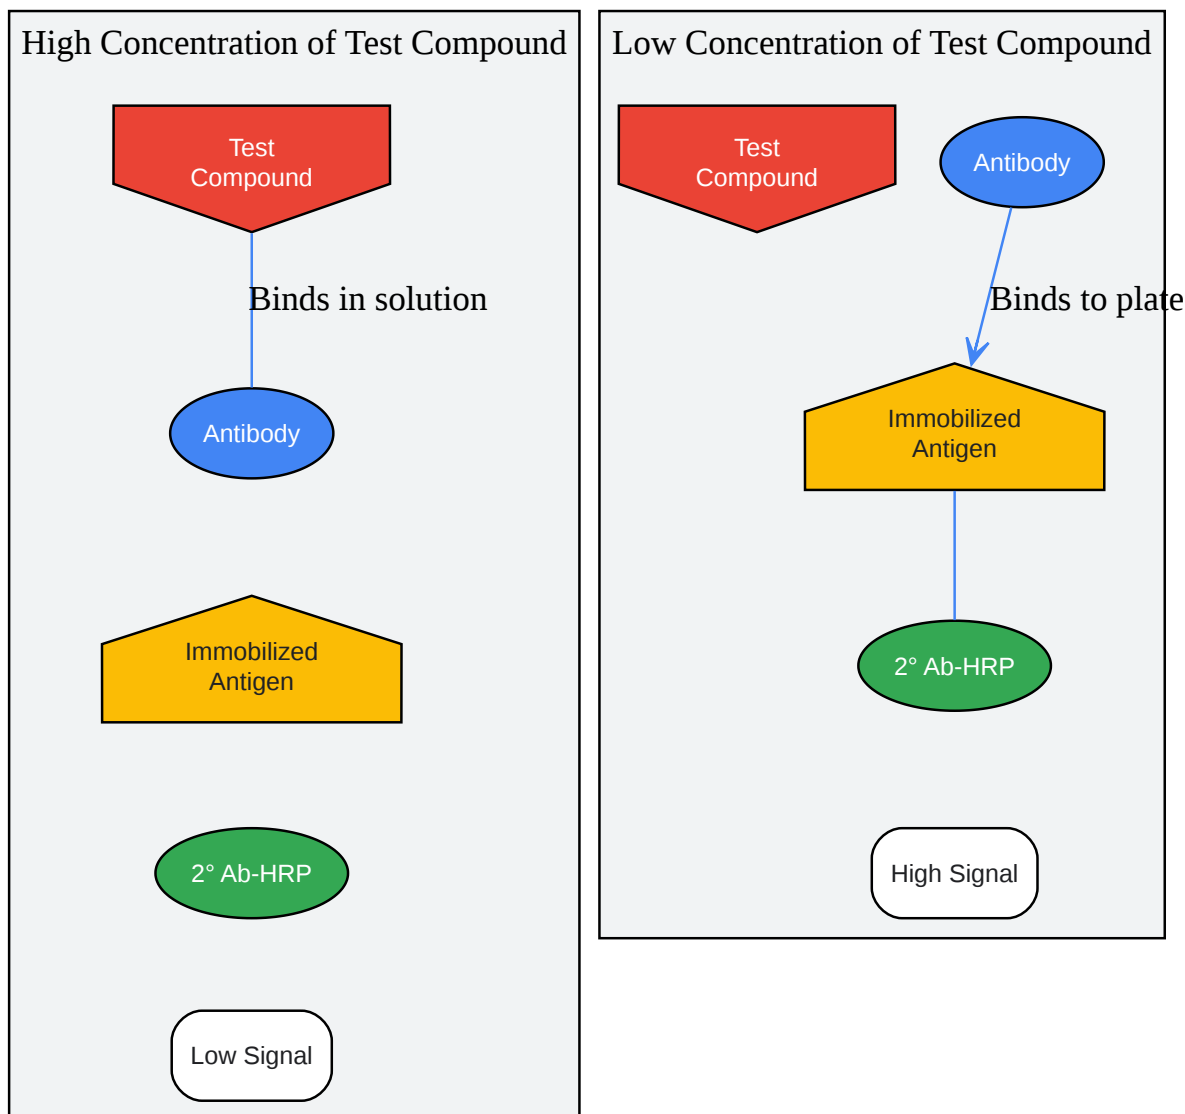 High Concentration of Test Compound
Test
Compound
Binds in solution
Antibody
Immobilized
Antigen
2° Ab-HRP
Low Signal
Low Concentration of Test Compound
Test
Compound
Antibody
Binds to plate
Immobilized
Antigen
2° Ab-HRP
High Signal